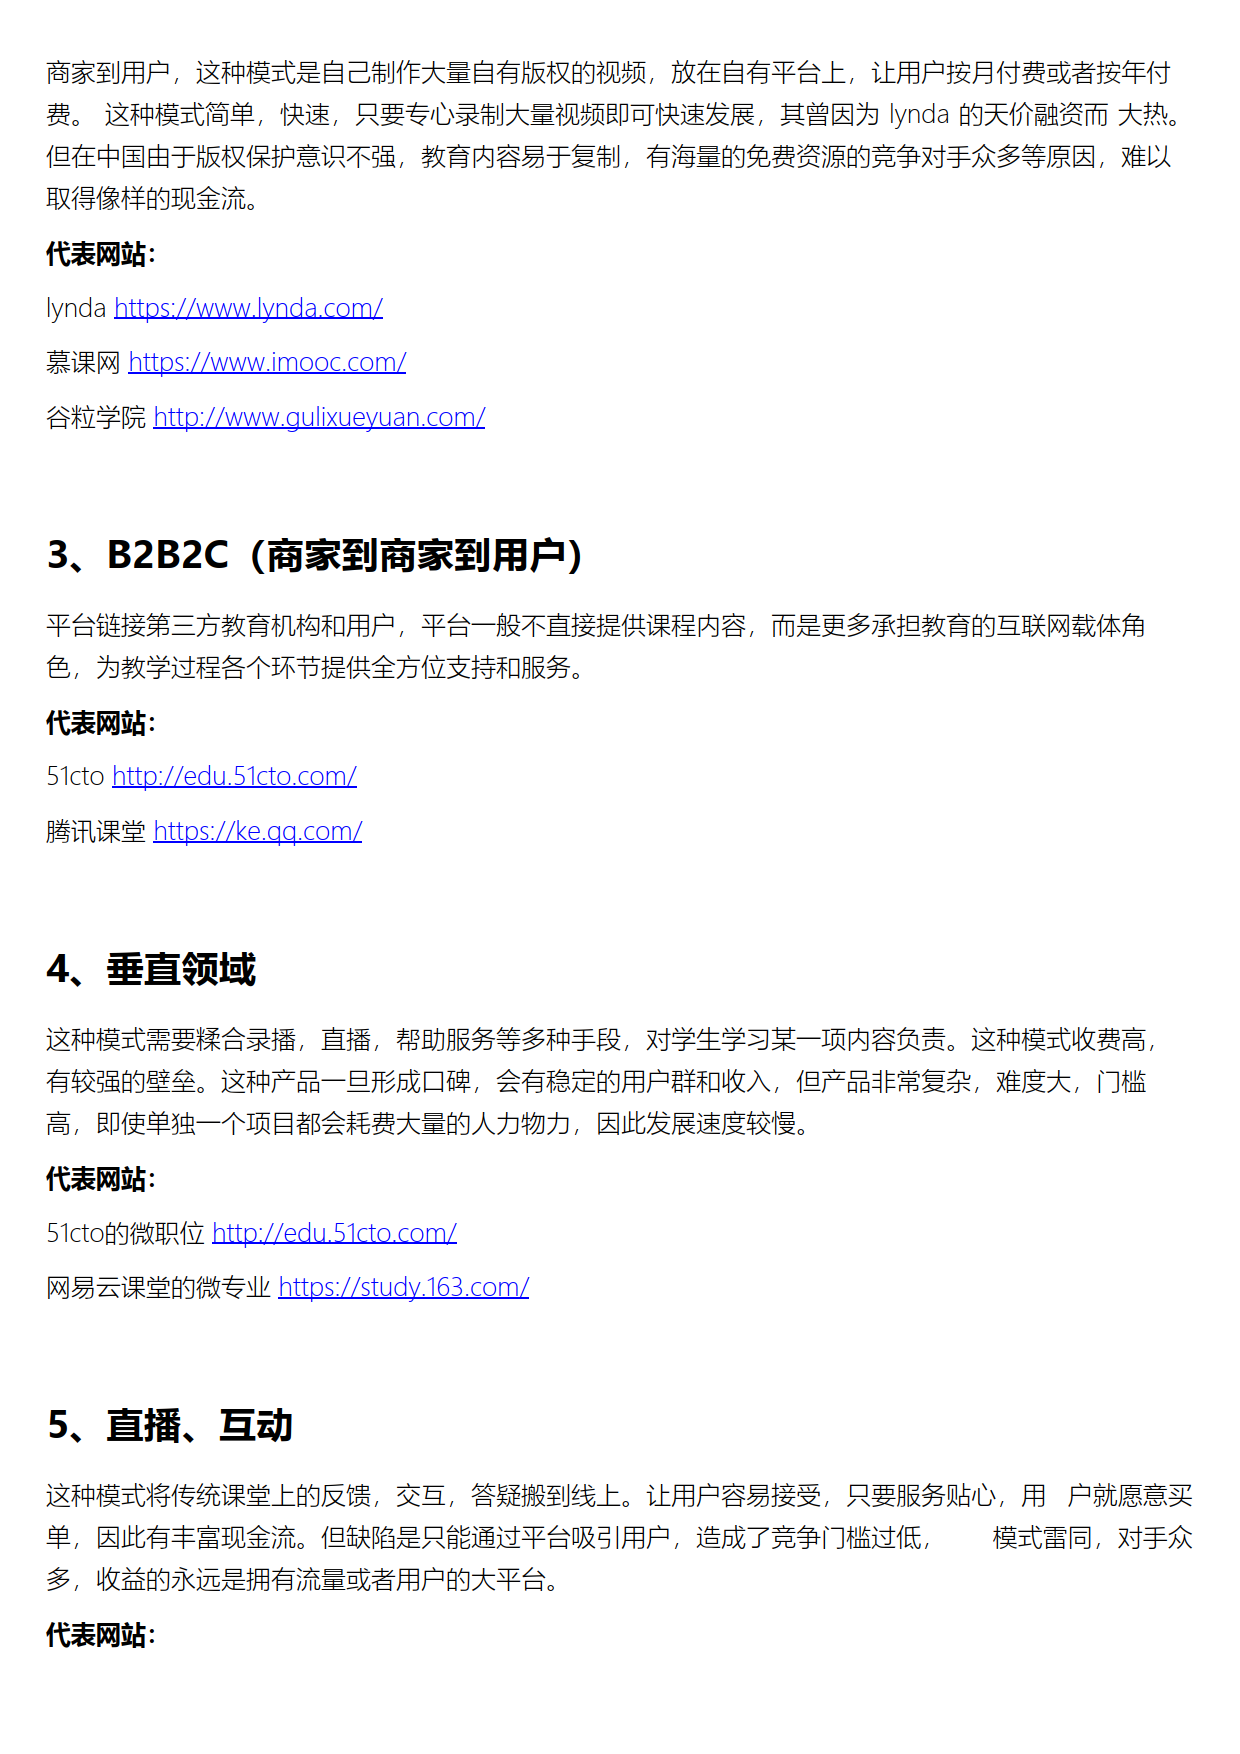 商家到用户，这种模式是自己制作大量自有版权的视频，放在自有平台上，让用户按月付费或者按年付
费。 这种模式简单，快速，只要专心录制大量视频即可快速发展，其曾因为 lynda 的天价融资而 大热。
但在中国由于版权保护意识不强，教育内容易于复制，有海量的免费资源的竞争对手众多等原因，难以
取得像样的现金流。
代表网站：
lynda https://www.lynda.com/
慕课网 https://www.imooc.com/
谷粒学院 http://www.gulixueyuan.com/
3、B2B2C（商家到商家到用户）
平台链接第三方教育机构和用户，平台一般不直接提供课程内容，而是更多承担教育的互联网载体角
色，为教学过程各个环节提供全方位支持和服务。
代表网站：
51cto http://edu.51cto.com/
腾讯课堂 https://ke.qq.com/
4、垂直领域
这种模式需要糅合录播，直播，帮助服务等多种手段，对学生学习某一项内容负责。这种模式收费高，
有较强的壁垒。这种产品一旦形成口碑，会有稳定的用户群和收入，但产品非常复杂，难度大，门槛
高，即使单独一个项目都会耗费大量的人力物力，因此发展速度较慢。
代表网站：
51cto的微职位 http://edu.51cto.com/
网易云课堂的微专业 https://study.163.com/
5、直播、互动
这种模式将传统课堂上的反馈，交互，答疑搬到线上。让用户容易接受，只要服务贴心，用 户就愿意买
单，因此有丰富现金流。但缺陷是只能通过平台吸引用户，造成了竞争门槛过低， 模式雷同，对手众
多，收益的永远是拥有流量或者用户的大平台。
代表网站：